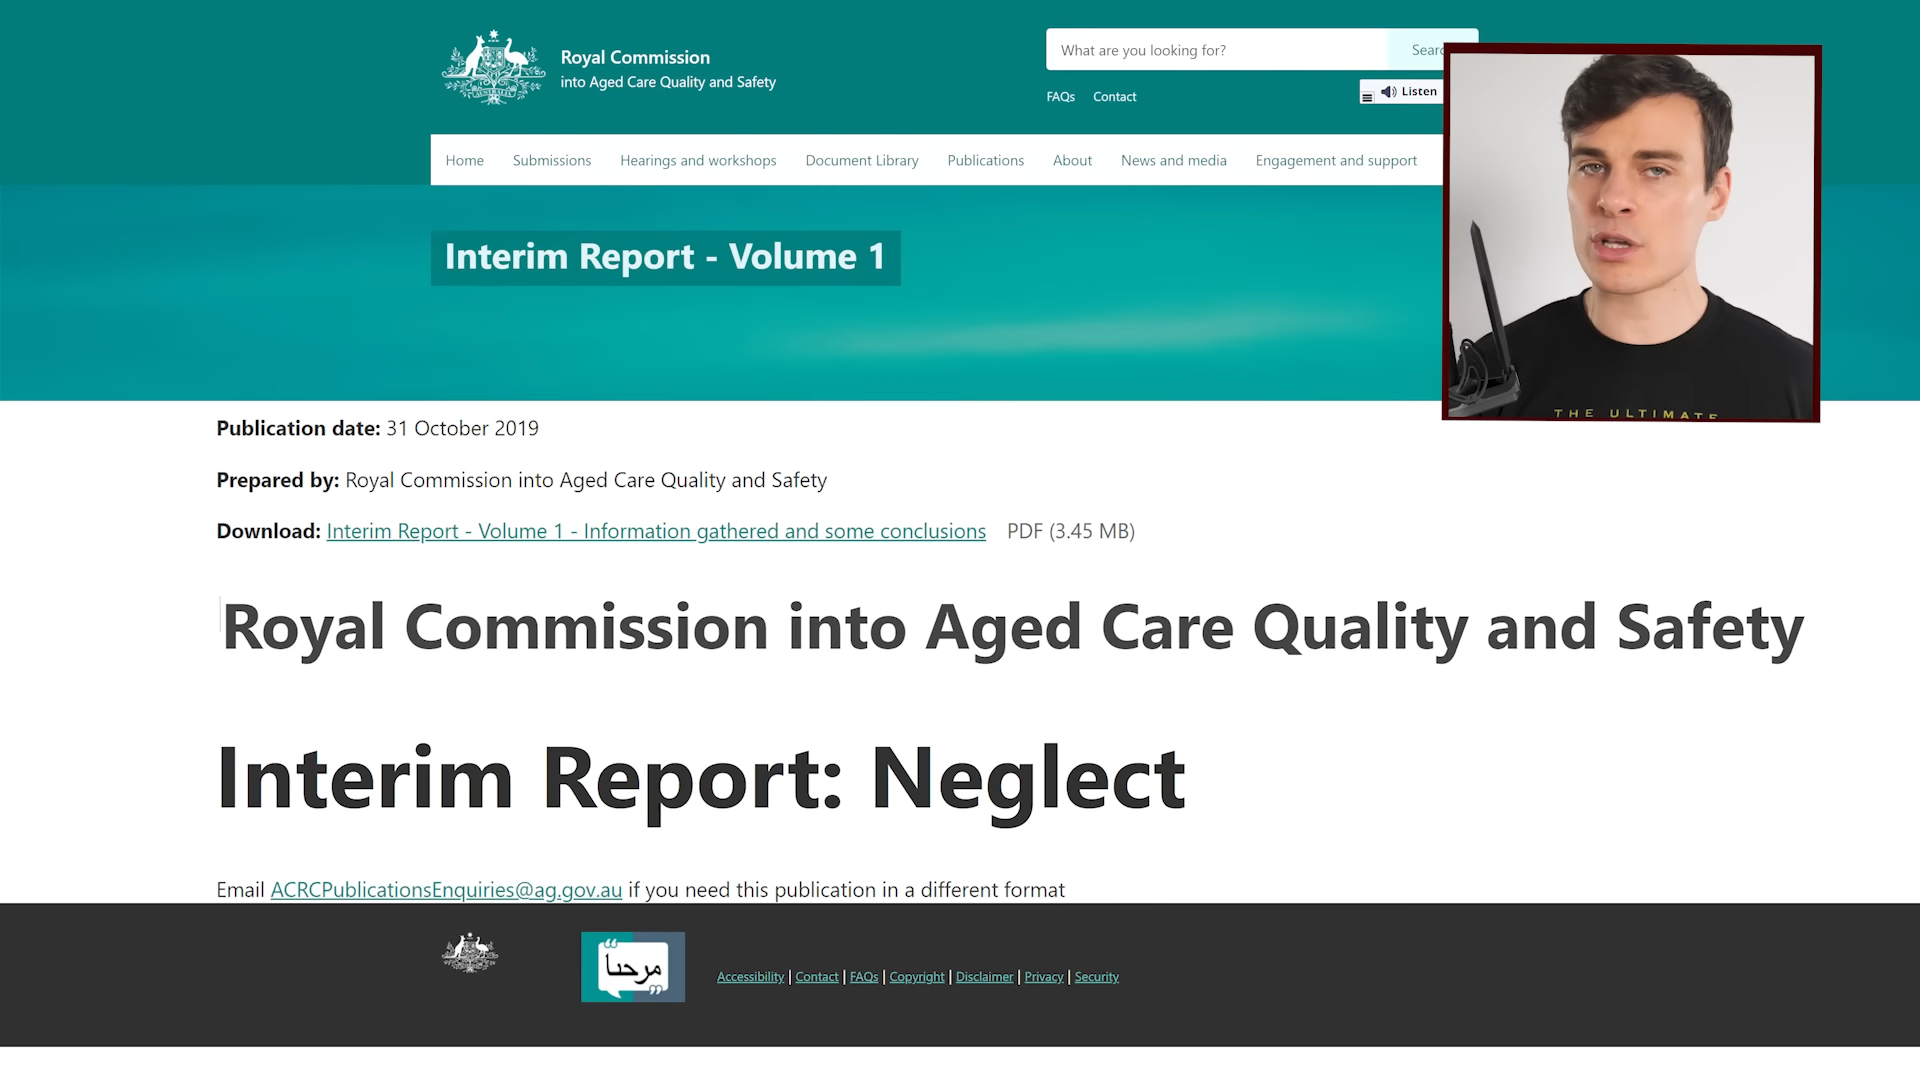 Royal Commission
into Aged Care Quality and Safety
AUSTRALIA
What are you looking for?
FAQs
Contact
Listen
Home
Submissions
Hearings and workshops
Document Library
Publications
About
News and media
Engagement and support
Interim Report - Volume 1
THE ULTIMATE
Publication date: 31 October 2019
Prepared by: Royal Commission into Aged Care Quality and Safety
Download: Interim Report - Volume 1 - Information gathered and some conclusions PDF (3.45 MB)
Royal Commission into Aged Care Quality and Safety
Interim Report: Neglect
Email ACRCPublicationsEnquiries@ag.gov.au if you need this publication in a different format
مرحباً
Accessibility | Contact | FAQs | Copyright | Disclaimer | Privacy | Security